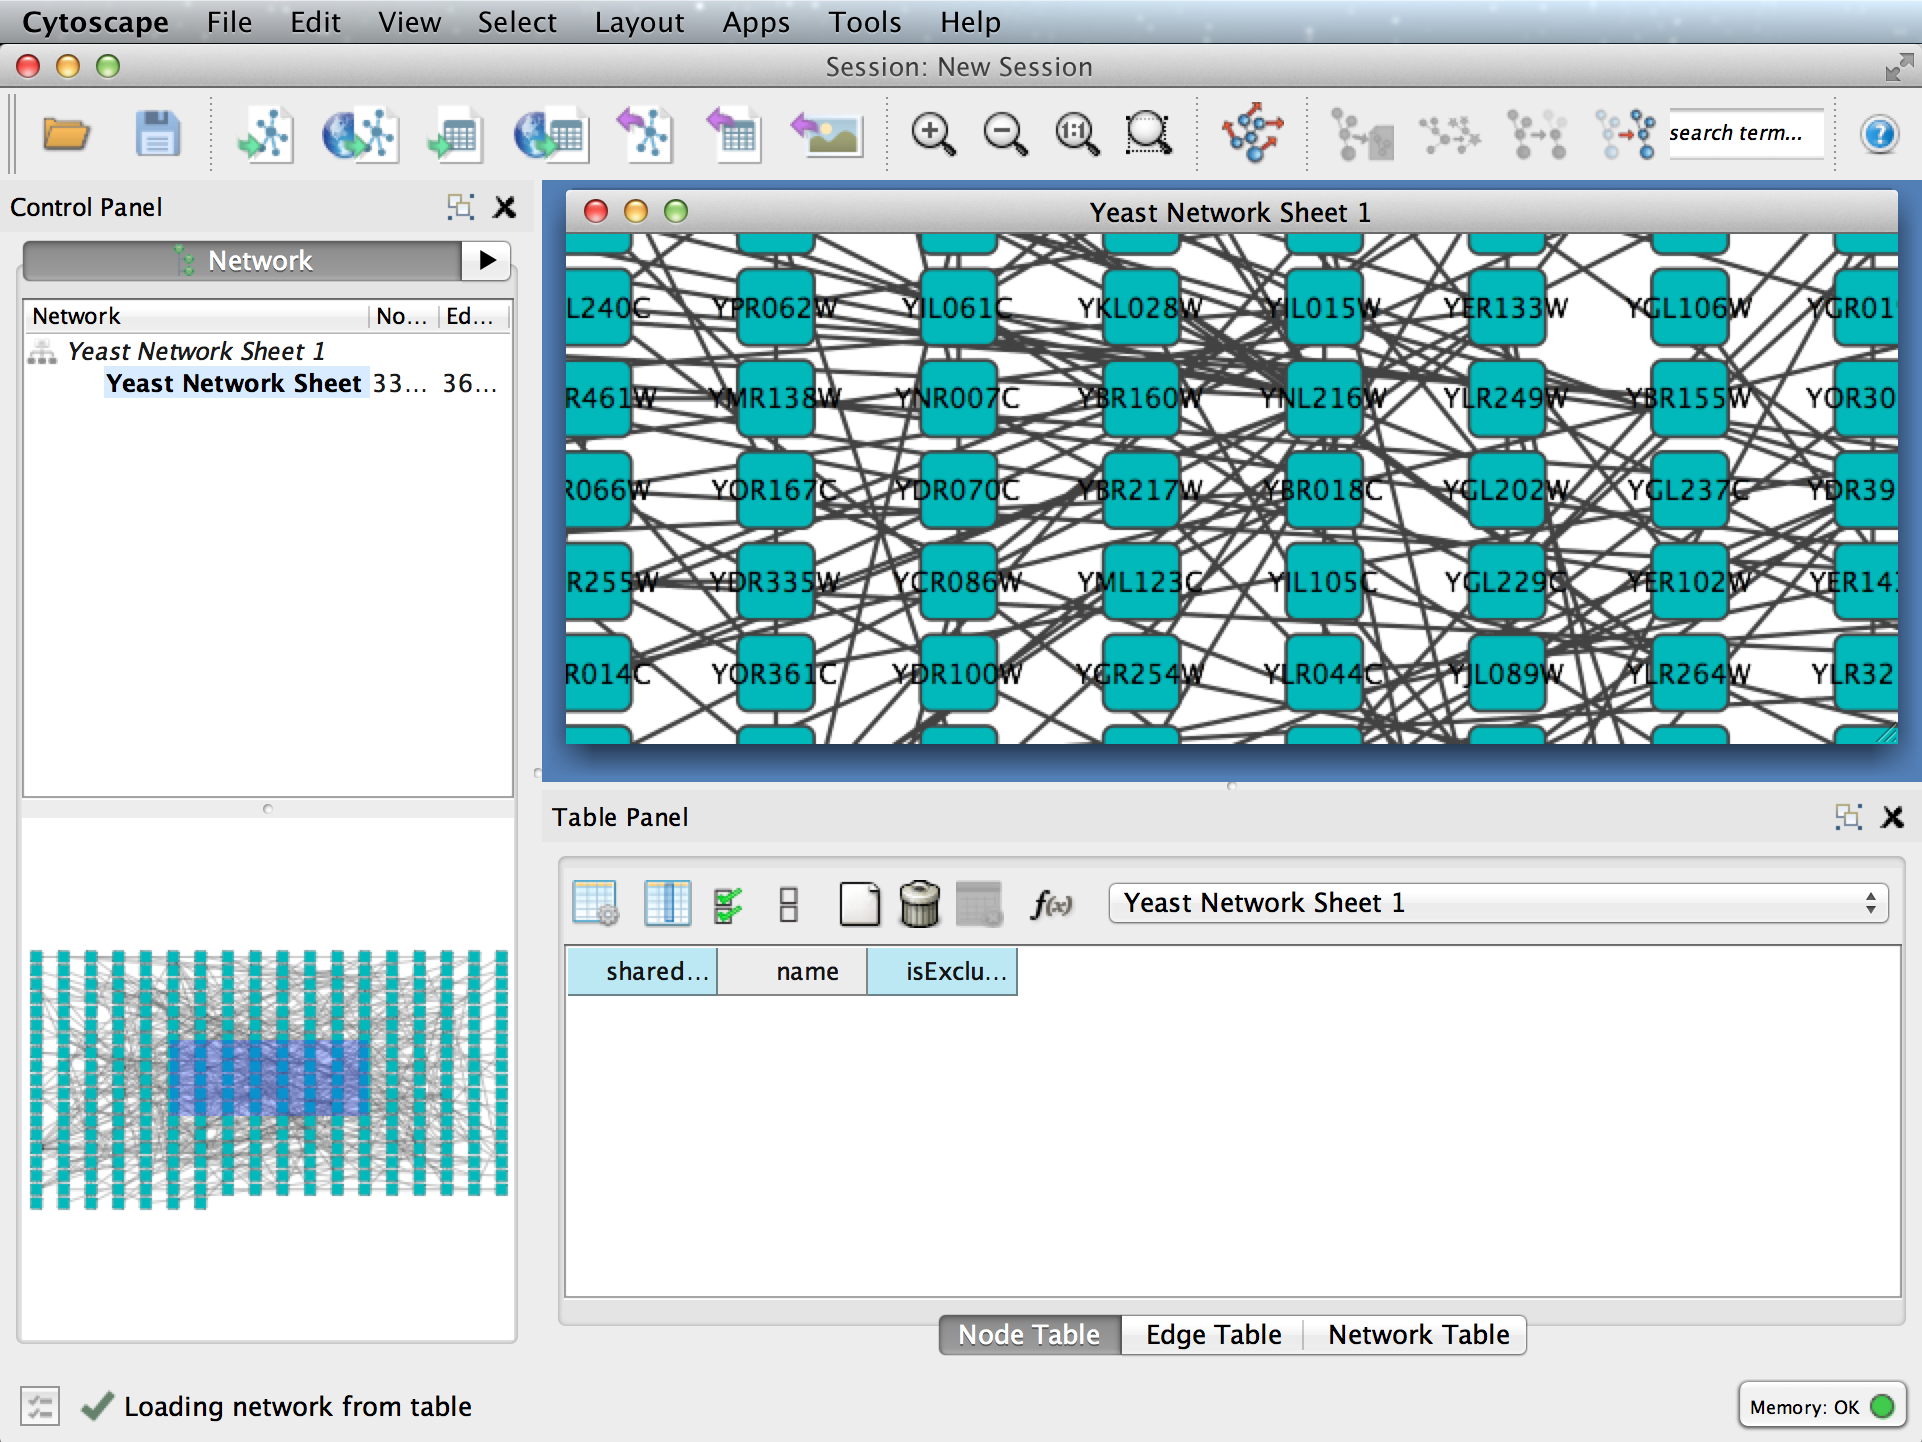 Cytoscape File Edit View Select Layout Apps Tools Help
Session: New Session
1:1
search term...
?
Control Panel
Network
Network No... Ed...
Yeast Network Sheet 1
Yeast Network Sheet 33... 36...
Yeast Network Sheet 1
L240C YPR062W YIL061C YKL028W YIL015W YER133W YGL106W YGR01
R461W YMR138W YNR007C YBR160W YNL216W YLR249W YBR155W YOR30
R066W YOR167C YDR070C YBR217W YBR018C YGL202W YGL237C YDR39
R255W YDR335W YCR086W YML123C YIL105C YGL229C YER102W YER14
R014C YOR361C YDR100W YGR254W YLR044C YJL089W YLR264W YLR32
Table Panel
f(x)
Yeast Network Sheet 1
shared... name isExclu...
Node Table Edge Table Network Table
Loading network from table
Memory: OK